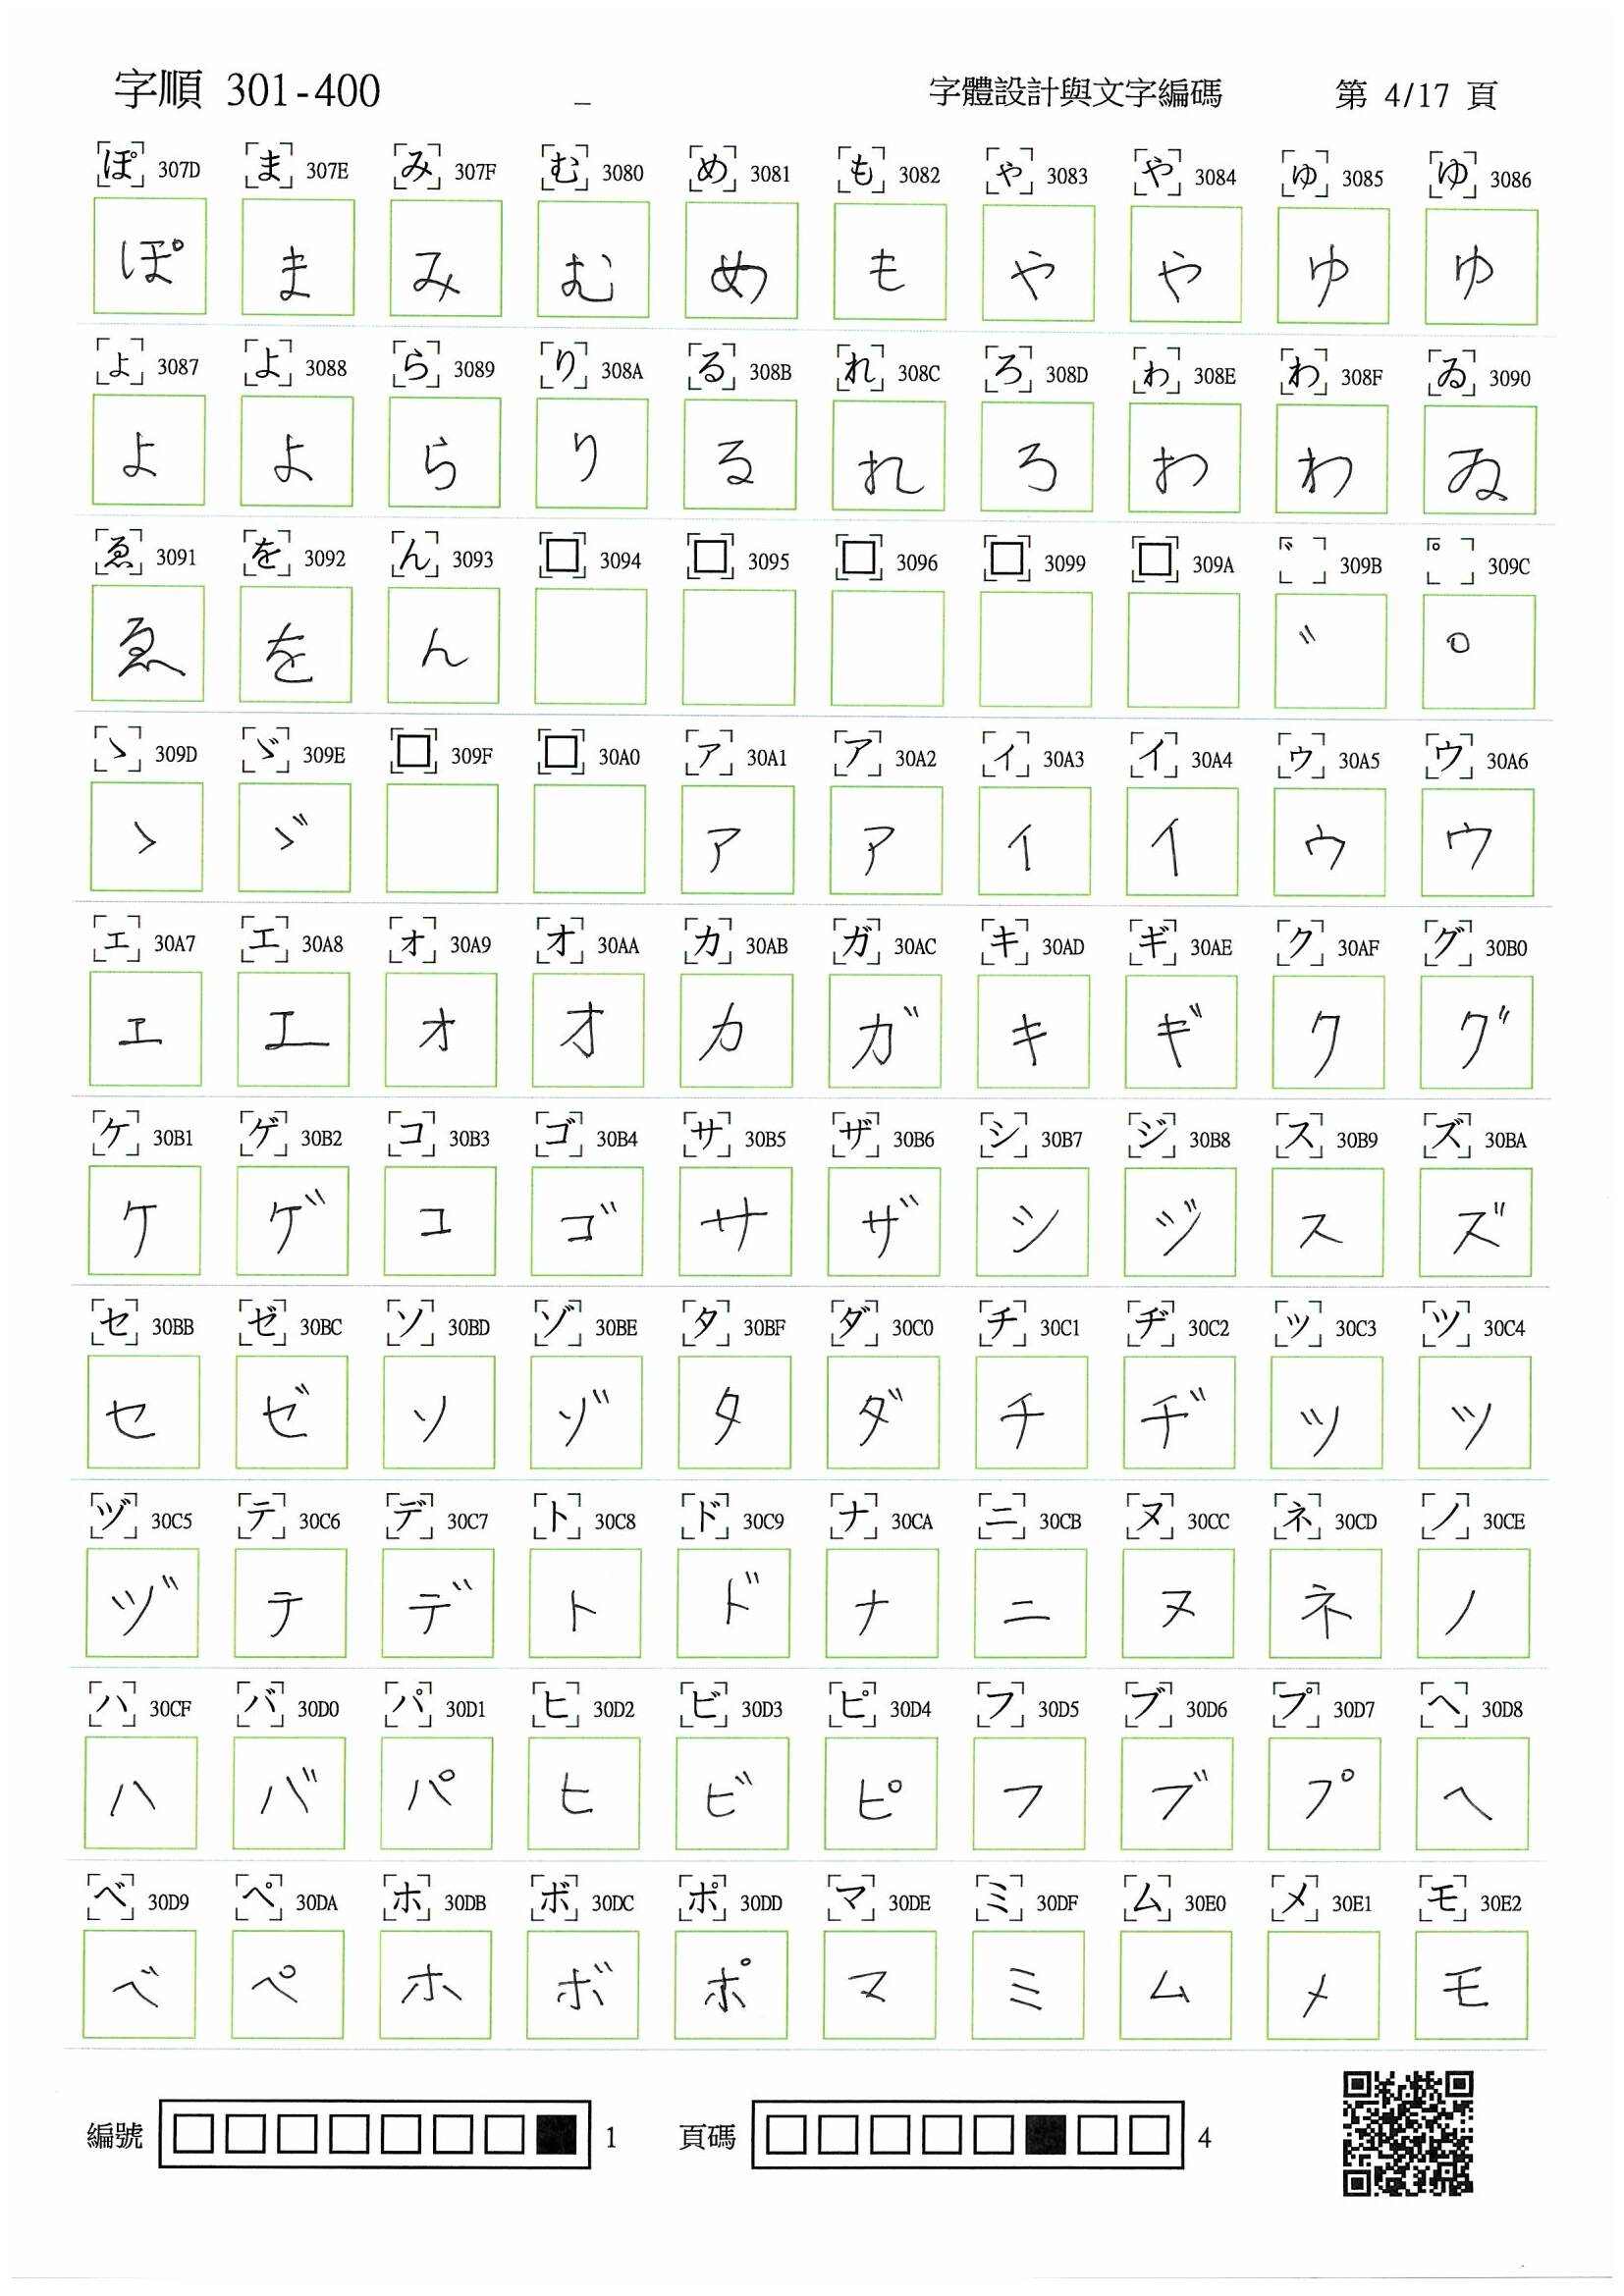 字順 301-400 _ 字體設計與文字編碼 第 4/17 頁
ぽ 307D ま 307E み 307F む 3080 め 3081 も 3082 ゃ 3083 や 3084 ゅ 3085 ゆ 3086
ぽ ま み む め も ゃ や ゅ ゆ
ょ 3087 よ 3088 ら 3089 り 308A る 308B れ 308C ろ 308D ゎ 308E わ 308F ゐ 3090
ょ よ ら り る れ ろ ゎ わ ゐ
ゑ 3091 を 3092 ん 3093 □ 3094 □ 3095 □ 3096 □ 3099 □ 309A ゛ 309B ゜ 309C
ゑ を ん ゛ ゜
ゝ 309D ゞ 309E □ 309F □ 30A0 ァ 30A1 ア 30A2 ィ 30A3 イ 30A4 ゥ 30A5 ウ 30A6
ゝ ゞ ァ ア ィ イ ゥ ウ
ェ 30A7 エ 30A8 ォ 30A9 オ 30AA カ 30AB ガ 30AC キ 30AD ギ 30AE ク 30AF グ 30B0
ェ エ ォ オ カ ガ キ ギ ク グ
ケ 30B1 ゲ 30B2 コ 30B3 ゴ 30B4 サ 30B5 ザ 30B6 シ 30B7 ジ 30B8 ス 30B9 ズ 30BA
ケ ゲ コ ゴ サ ザ シ ジ ス ズ
セ 30BB ゼ 30BC ソ 30BD ゾ 30BE タ 30BF ダ 30C0 チ 30C1 ヂ 30C2 ッ 30C3 ツ 30C4
セ ゼ ソ ゾ タ ダ チ ヂ ッ ツ
ヅ 30C5 テ 30C6 デ 30C7 ト 30C8 ド 30C9 ナ 30CA ニ 30CB ヌ 30CC ネ 30CD ノ 30CE
ヅ テ デ ト ド ナ ニ ヌ ネ ノ
ハ 30CF バ 30D0 パ 30D1 ヒ 30D2 ビ 30D3 ピ 30D4 フ 30D5 ブ 30D6 プ 30D7 ヘ 30D8
ハ バ パ ヒ ビ ピ フ ブ プ ヘ
ベ 30D9 ペ 30DA ホ 30DB ボ 30DC ポ 30DD マ 30DE ミ 30DF ム 30E0 メ 30E1 モ 30E2
ベ ペ ホ ボ ポ マ ミ ム メ モ
編號 □□□□□□□■ 1 頁碼 □□□□□■□□ 4